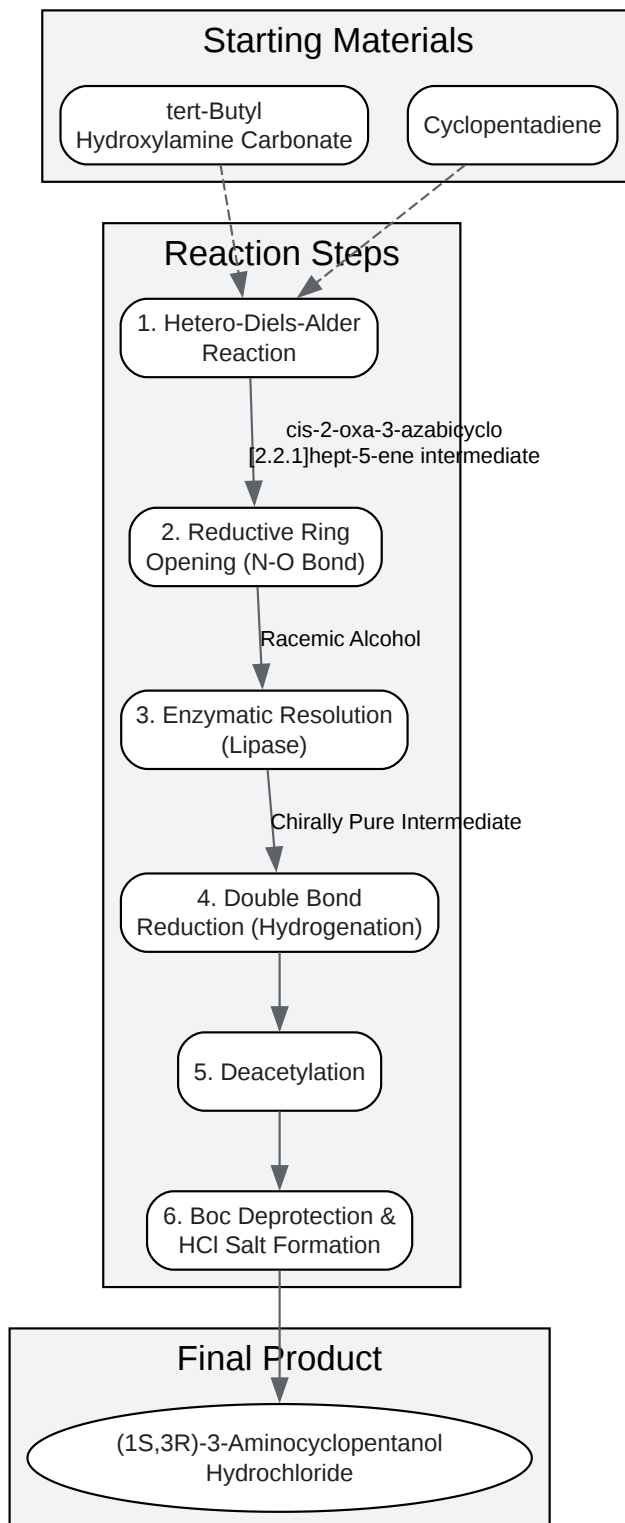 Starting Materials
tert-Butyl
Hydroxylamine Carbonate
Cyclopentadiene
Reaction Steps
1. Hetero-Diels-Alder
Reaction
cis-2-oxa-3-azabicyclo
[2.2.1]hept-5-ene intermediate
2. Reductive Ring
Opening (N-O Bond)
Racemic Alcohol
3. Enzymatic Resolution
(Lipase)
Chirally Pure Intermediate
4. Double Bond
Reduction (Hydrogenation)
5. Deacetylation
6. Boc Deprotection &
HCl Salt Formation
Final Product
(1S,3R)-3-Aminocyclopentanol
Hydrochloride